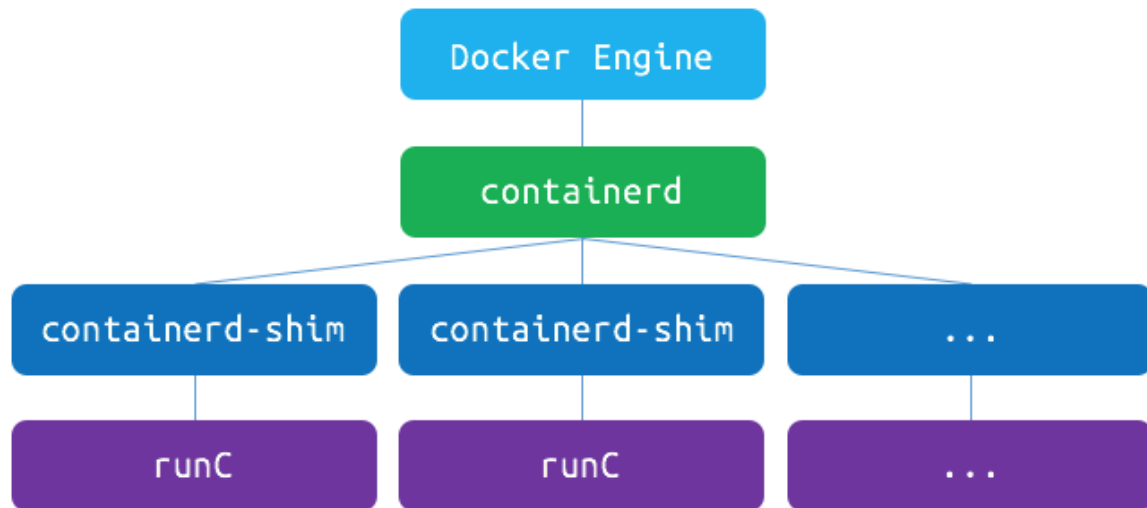 Docker Engine
containerd
containerd-shim
containerd-shim
...
runC
runC
...